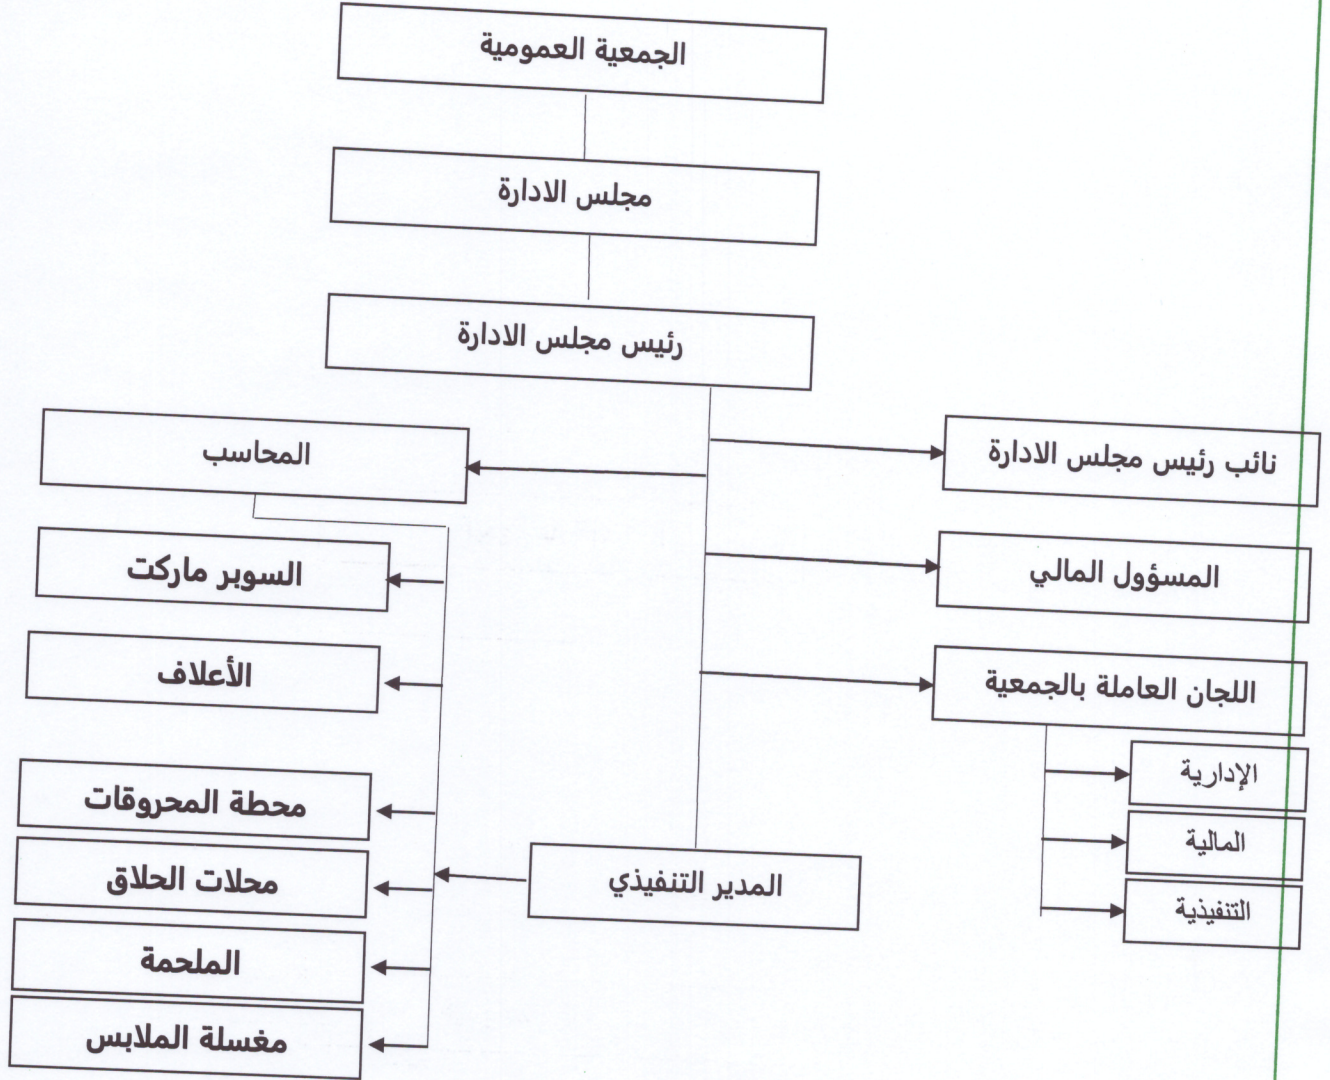 الجمعية العمومية
مجلس الادارة
رئيس مجلس الادارة
نائب رئيس مجلس الادارة
المحاسب
المسؤول المالي
السوبر ماركت
اللجان العاملة بالجمعية
الأعلاف
الإدارية
محطة المحروقات
المالية
المدير التنفيذي
محلات الحلاق
التنفيذية
الملحمة
مغسلة الملابس